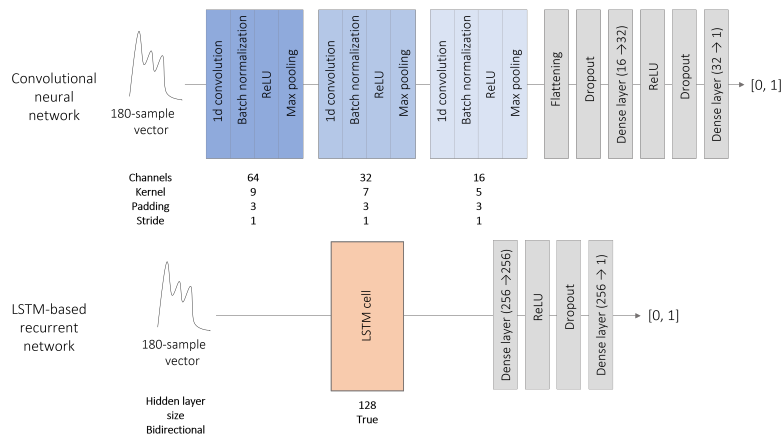 Convolutional
neural
network
180-sample
vector
1d convolution
Batch normalization
ReLU
Max pooling
1d convolution
Batch normalization
ReLU
Max pooling
1d convolution
Batch normalization
ReLU
Max pooling
Flattening
Dropout
Dense layer (16 →32)
ReLU
Dropout
Dense layer (32 → 1)
[0, 1]
Channels 64 32 16
Kernel 9 7 5
Padding 3 3 3
Stride 1 1 1
LSTM-based
recurrent
network
180-sample
vector
LSTM cell
Dense layer (256 →256)
ReLU
Dropout
Dense layer (256 → 1)
[0, 1]
Hidden layer
size 128
Bidirectional True